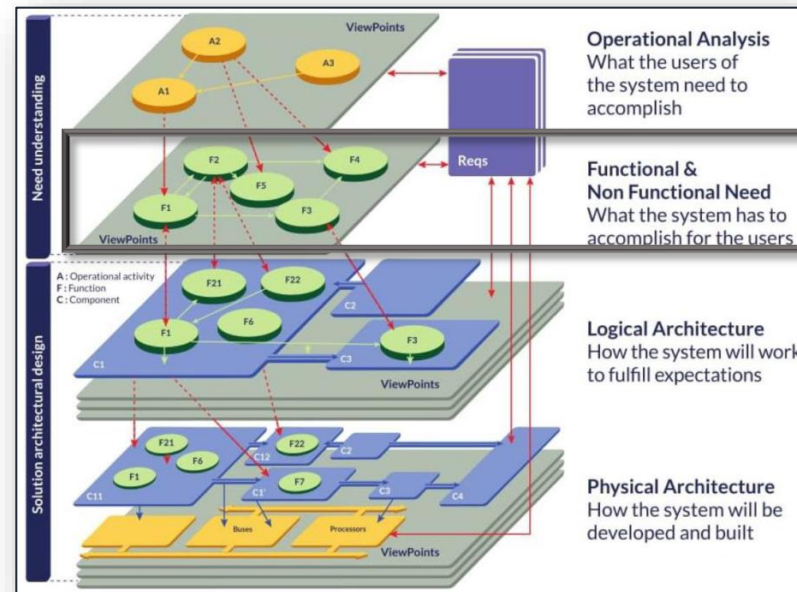 Need understanding
ViewPoints
A2
A3
A1
Operational Analysis
What the users of
the system need to
accomplish
Reqs
F2
F4
F5
F1
F3
ViewPoints
Functional &
Non Functional Need
What the system has to
accomplish for the users
Solution architectural design
A : Operational activity
F : Function
C : Component
F21
F22
C2
F1
F6
F3
C1
C3
ViewPoints
Logical Architecture
How the system will work
to fulfill expectations
F21
F22
C2
F6
C12
F1
F7
C3
C11
C1'
C4
Buses
Processors
ViewPoints
Physical Architecture
How the system will be
developed and built